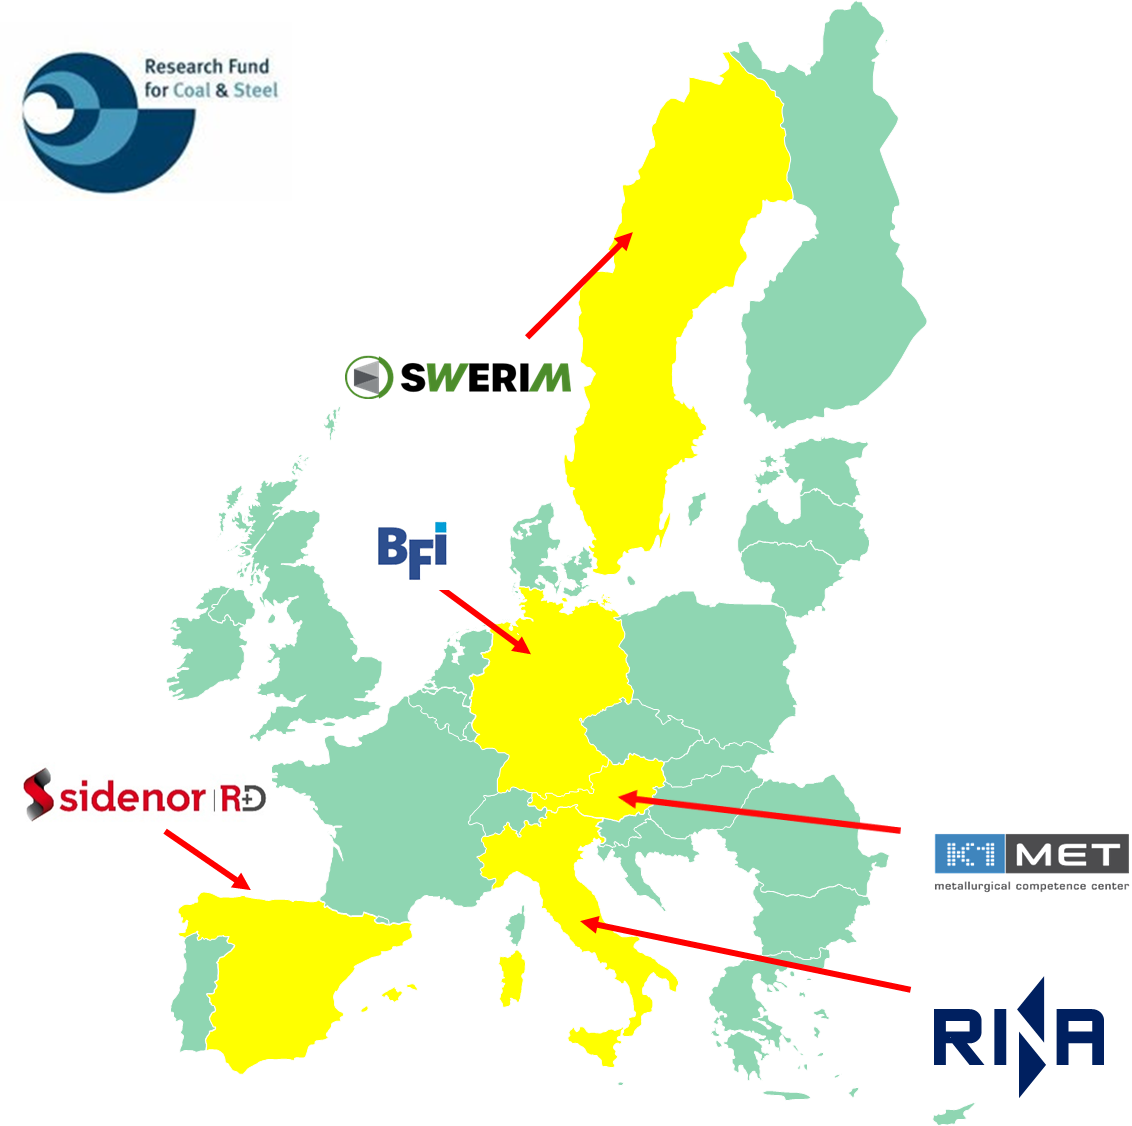 Research Fund
for Coal & Steel
SWERIM
BFi
sidenor R+D
K1 MET
metallurgical competence center
RINA